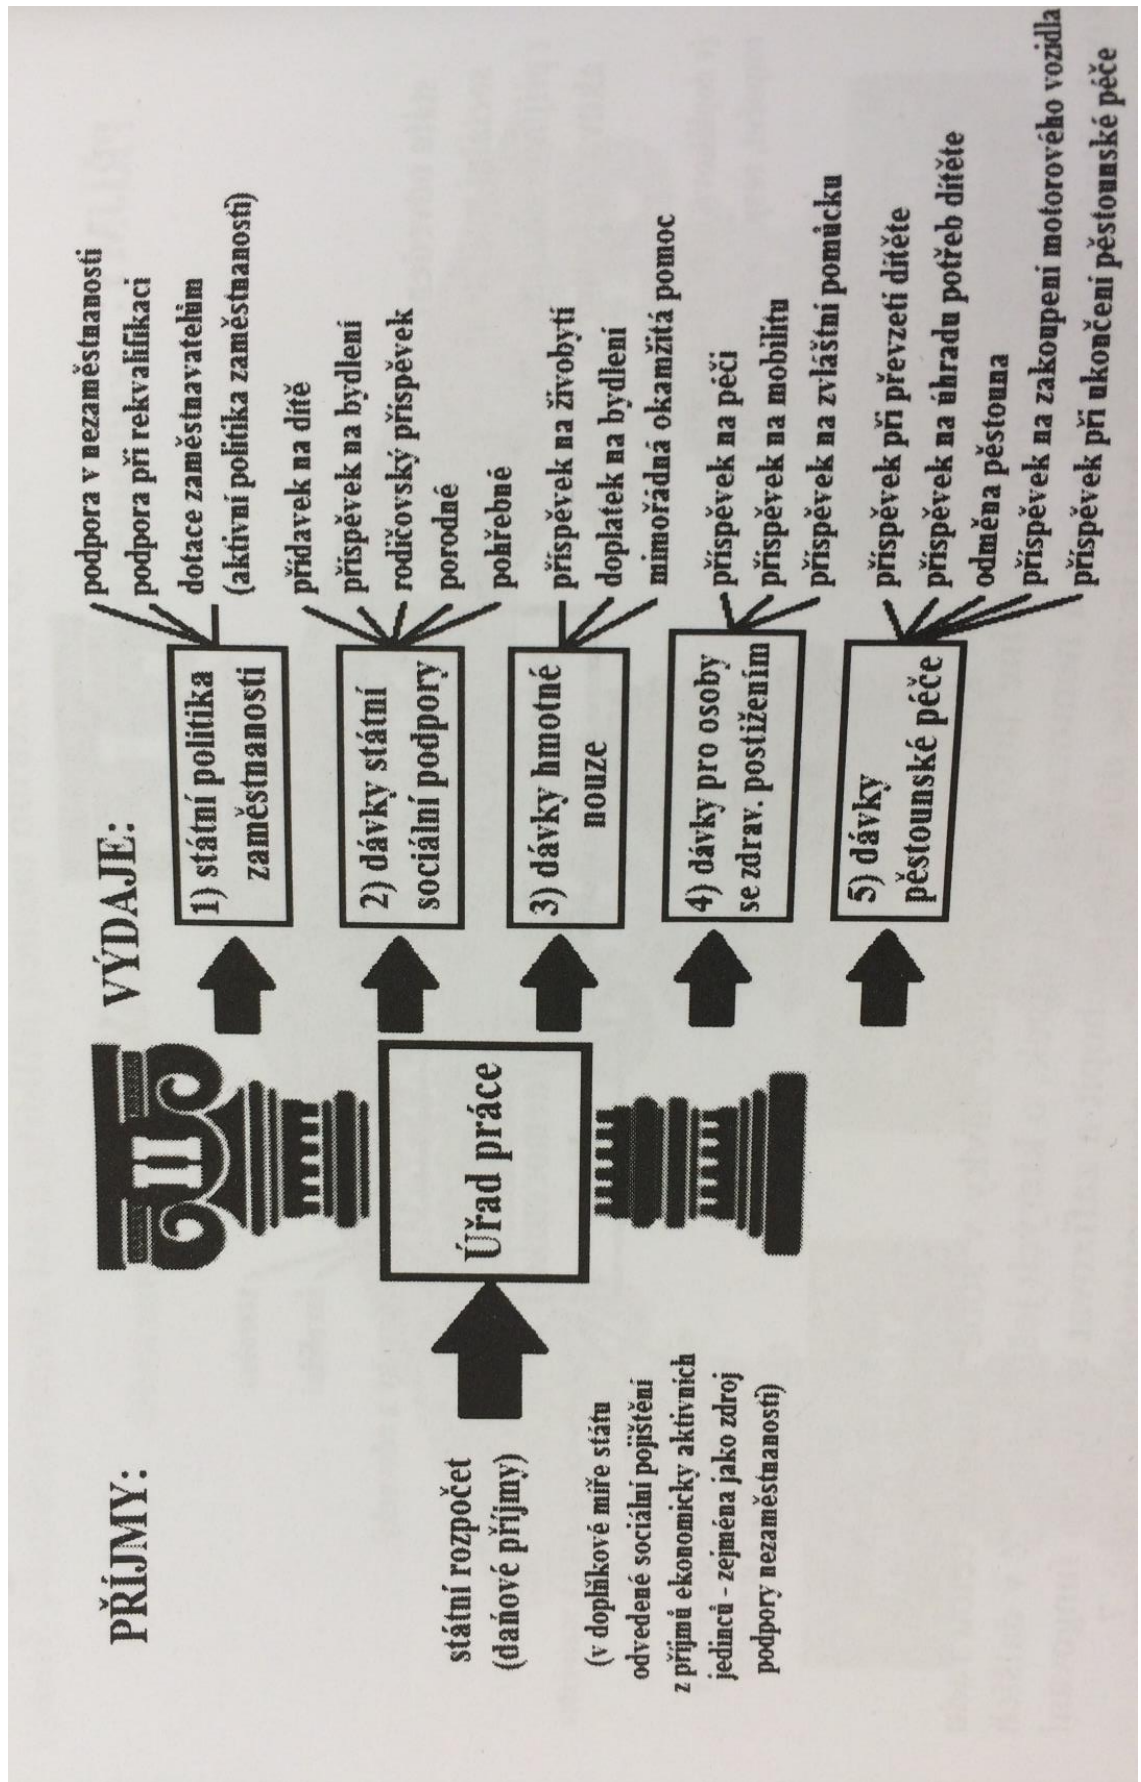 PŘÍJMY:
státní rozpočet
(daňové příjmy)
(v doplňkové míře státu
odvedené sociální pojištění
z příjmů ekonomicky aktivních
jedinců - zejména jako zdroj
podpory nezaměstnanosti)
II
Úřad práce
VÝDAJE:
1) státní politika
zaměstnanosti
podpora v nezaměstnanosti
podpora při rekvalifikaci
dotace zaměstnavatelům
(aktivní politika zaměstnanosti)
2) dávky státní
sociální podpory
přídavek na dítě
příspěvek na bydlení
rodičovský příspěvek
porodné
pohřebné
3) dávky hmotné
nouze
příspěvek na živobytí
doplatek na bydlení
mimořádná okamžitá pomoc
4) dávky pro osoby
se zdrav. postižením
příspěvek na péči
příspěvek na mobilitu
příspěvek na zvláštní pomůcku
5) dávky
pěstounské péče
příspěvek při převzetí dítěte
příspěvek na úhradu potřeb dítěte
odměna pěstouna
příspěvek na zakoupení motorového vozidla
příspěvek při ukončení pěstounské péče